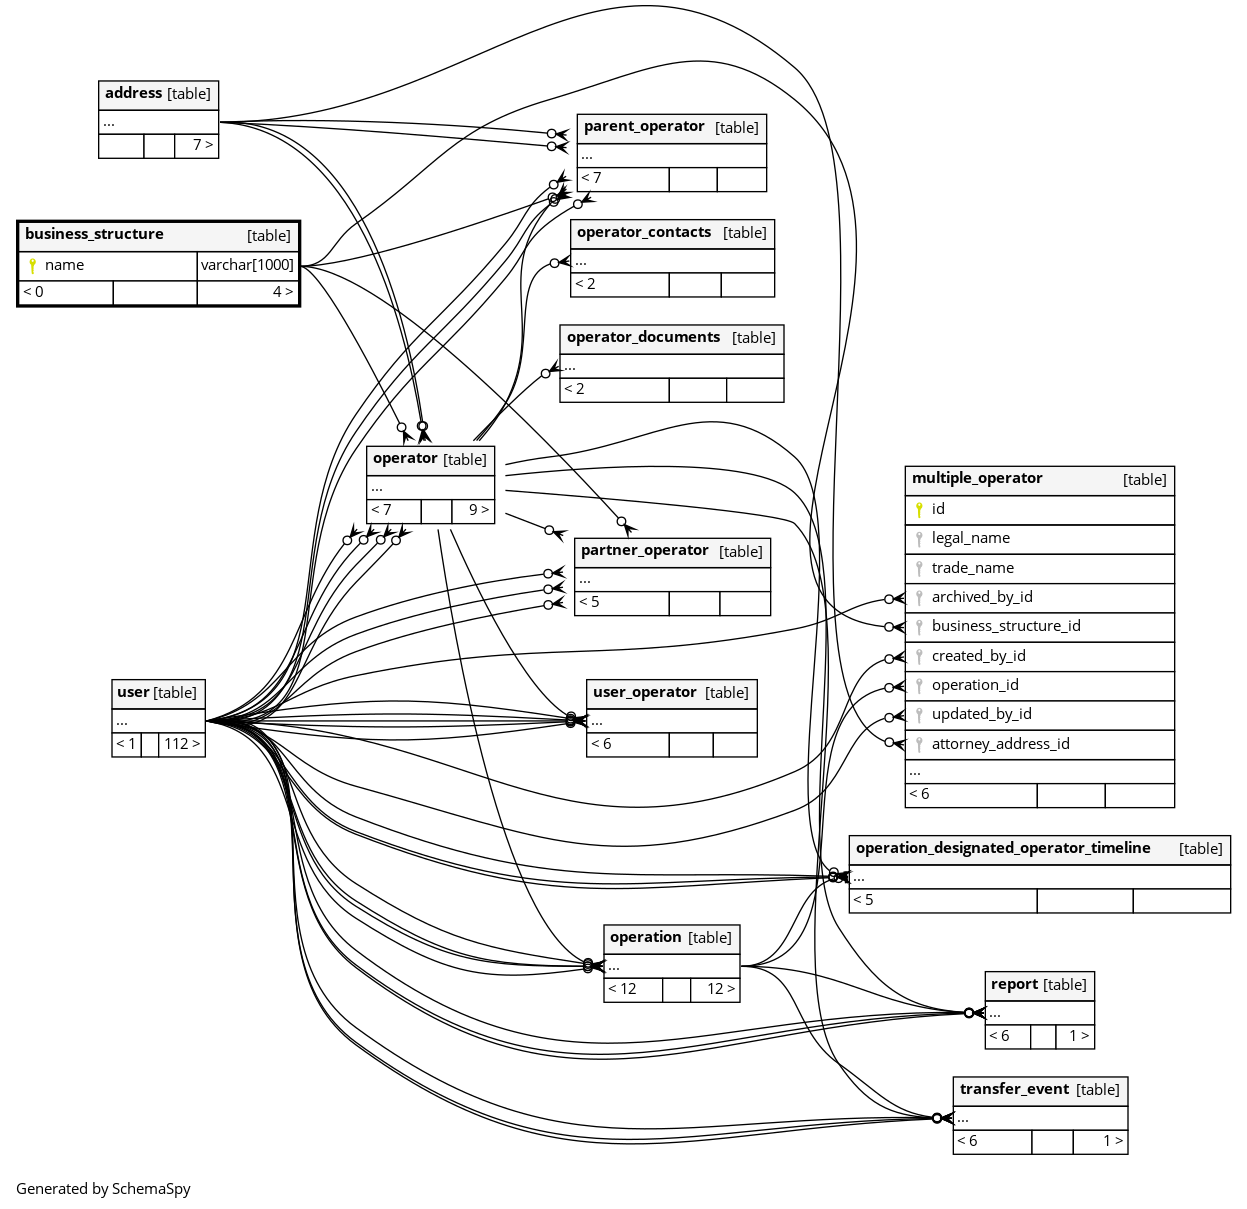 address [table]
...
7 >
parent_operator [table]
...
< 7
business_structure [table]
name varchar[1000]
< 0 4 >
operator_contacts [table]
...
< 2
operator_documents [table]
...
< 2
operator [table]
...
< 7 9 >
multiple_operator [table]
id
legal_name
trade_name
archived_by_id
business_structure_id
created_by_id
operation_id
updated_by_id
attorney_address_id
...
< 6
partner_operator [table]
...
< 5
user [table]
...
< 1 112 >
user_operator [table]
...
< 6
operation_designated_operator_timeline [table]
...
< 5
operation [table]
...
< 12 12 >
report [table]
...
< 6 1 >
transfer_event [table]
...
< 6 1 >
Generated by SchemaSpy